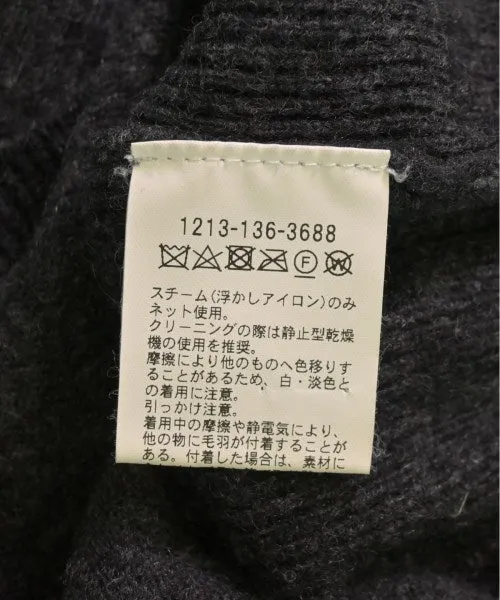 1213-136-3688
F W
スチーム(浮かしアイロン)のみ
ネット使用。
クリーニングの際は静止型乾燥
機の使用を推奨。
摩擦により他のものへ色移りす
ることがあるため、白・淡色と
の着用に注意。
引っかけ注意。
着用中の摩擦や静電気により、
他の物に毛羽が付着することが
ある。付着した場合は、素材に